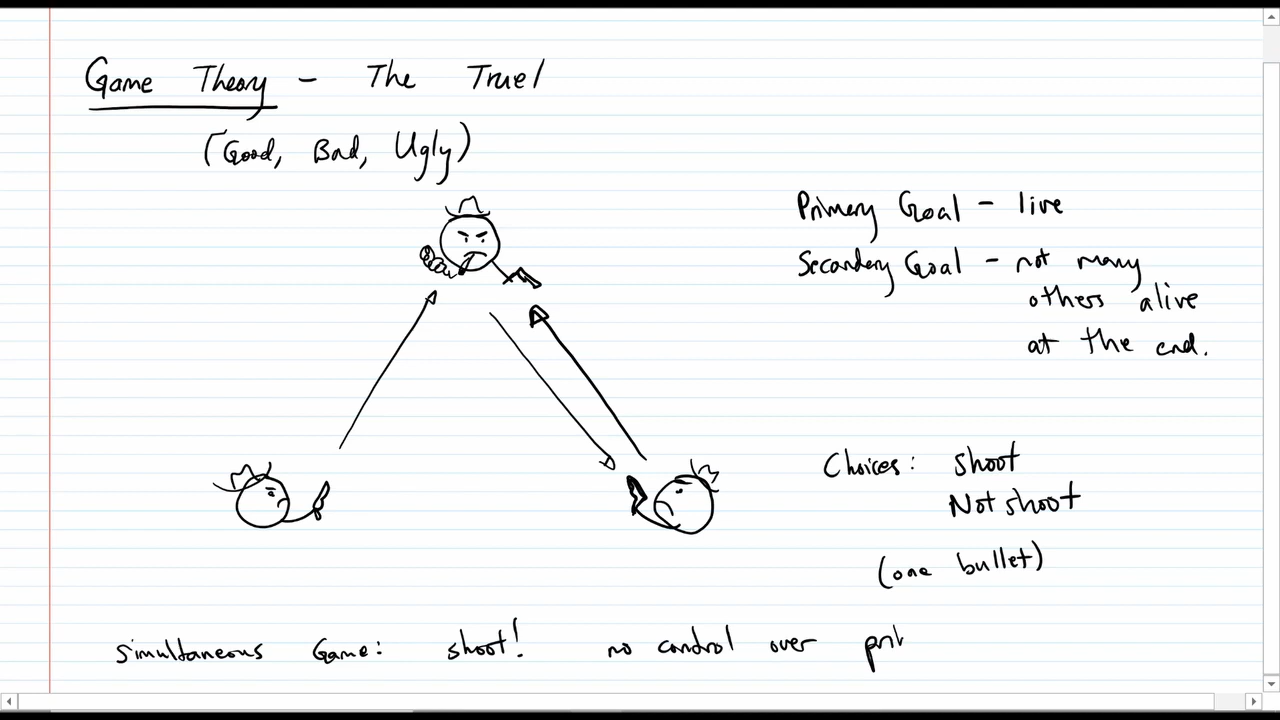 Game Theory - The Truel
(Good, Bad, Ugly)
Primary Goal - live
Secondary Goal - not many
others alive
at the end.
Choices: shoot
Not shoot
(one bullet)
simultaneous Game: shoot! no control over